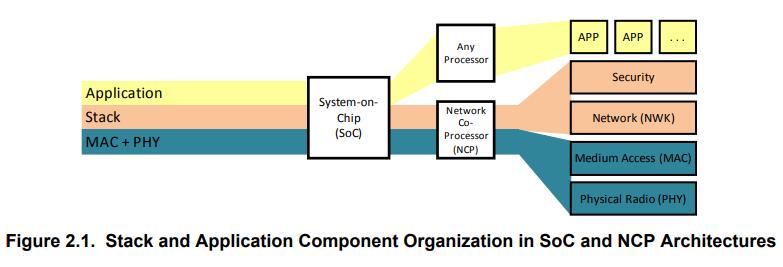 Application
Stack
MAC + PHY
System-on-
Chip
(SoC)
Any
Processor
Network
Co-
Processor
(NCP)
APP
APP
. . .
Security
Network (NWK)
Medium Access (MAC)
Physical Radio (PHY)
Figure 2.1. Stack and Application Component Organization in SoC and NCP Architectures